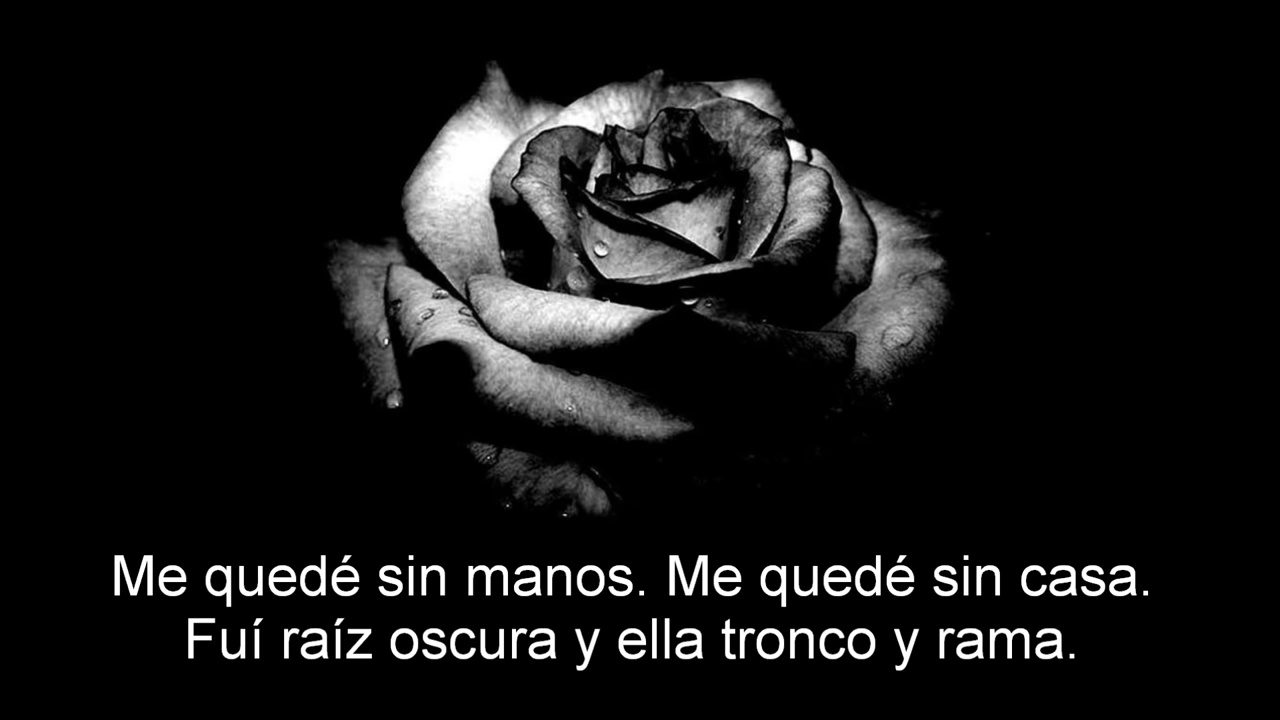 Me quedé sin manos. Me quedé sin casa.
Fuí raíz oscura y ella tronco y rama.